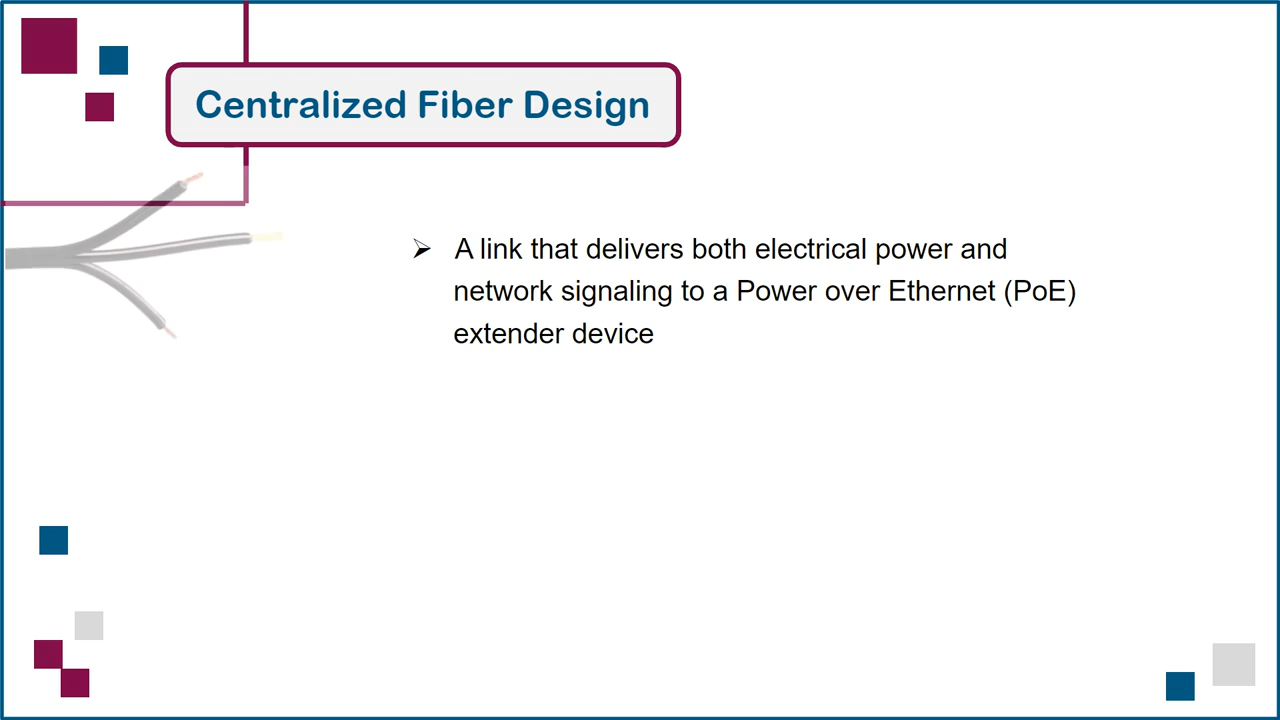 Centralized Fiber Design
➢ A link that delivers both electrical power and
network signaling to a Power over Ethernet (PoE)
extender device